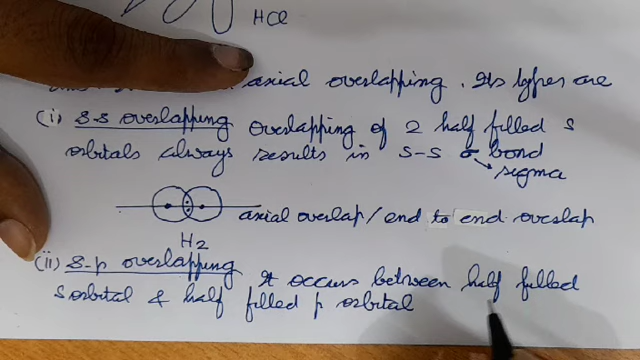 HCl
axial overlapping. Its types are
(i) S-S overlapping overlapping of 2 half filled s
orbitals always results in S-S σ bond
sigma
axial overlap/end to end overlap
H2
(ii) S-p overlapping It occurs between half filled
s orbital & half filled p orbital